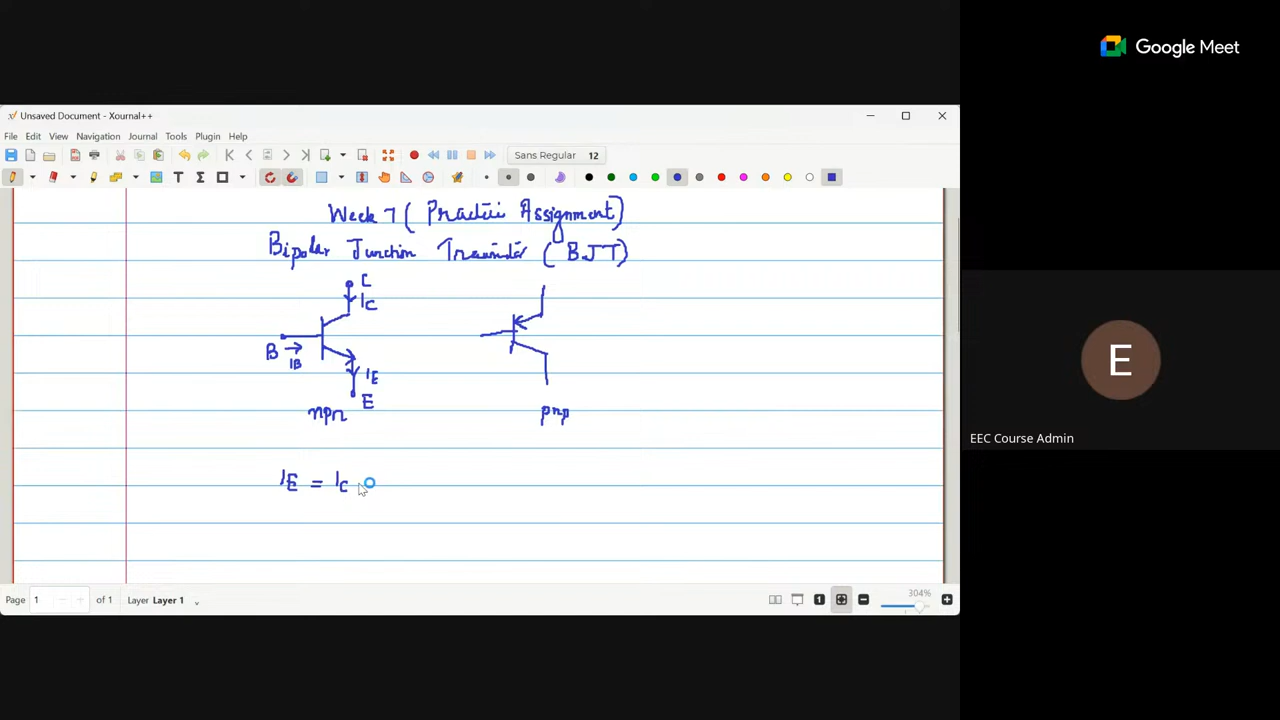 Google Meet
Unsaved Document - Xournal++
File Edit View Navigation Journal Tools Plugin Help
Sans Regular 12
Week 7 ( Practice Assignment)
Bipolar Junction Transistor ( BJT)
C
IC
B
IB
IE
E
npn
pnp
IE = IC
E
EEC Course Admin
Page 1 of 1 Layer Layer 1
304%